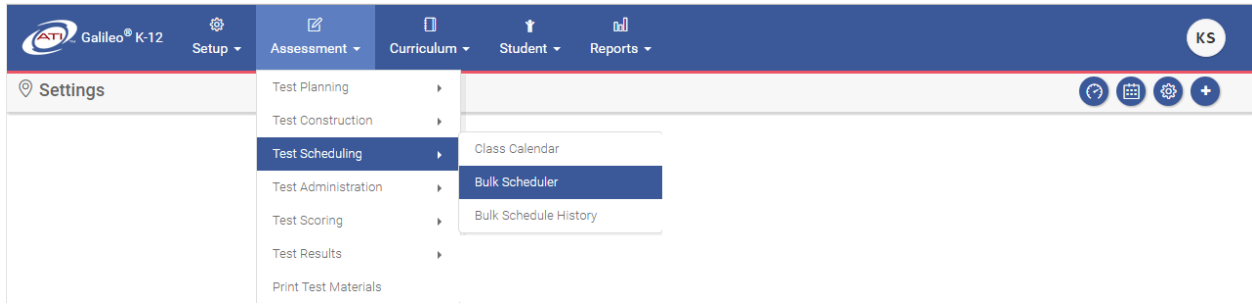 ATI Galileo® K-12
Setup
Assessment
Curriculum
Student
Reports
KS
Settings
Test Planning
Test Construction
Test Scheduling
Class Calendar
Bulk Scheduler
Test Administration
Bulk Schedule History
Test Scoring
Test Results
Print Test Materials